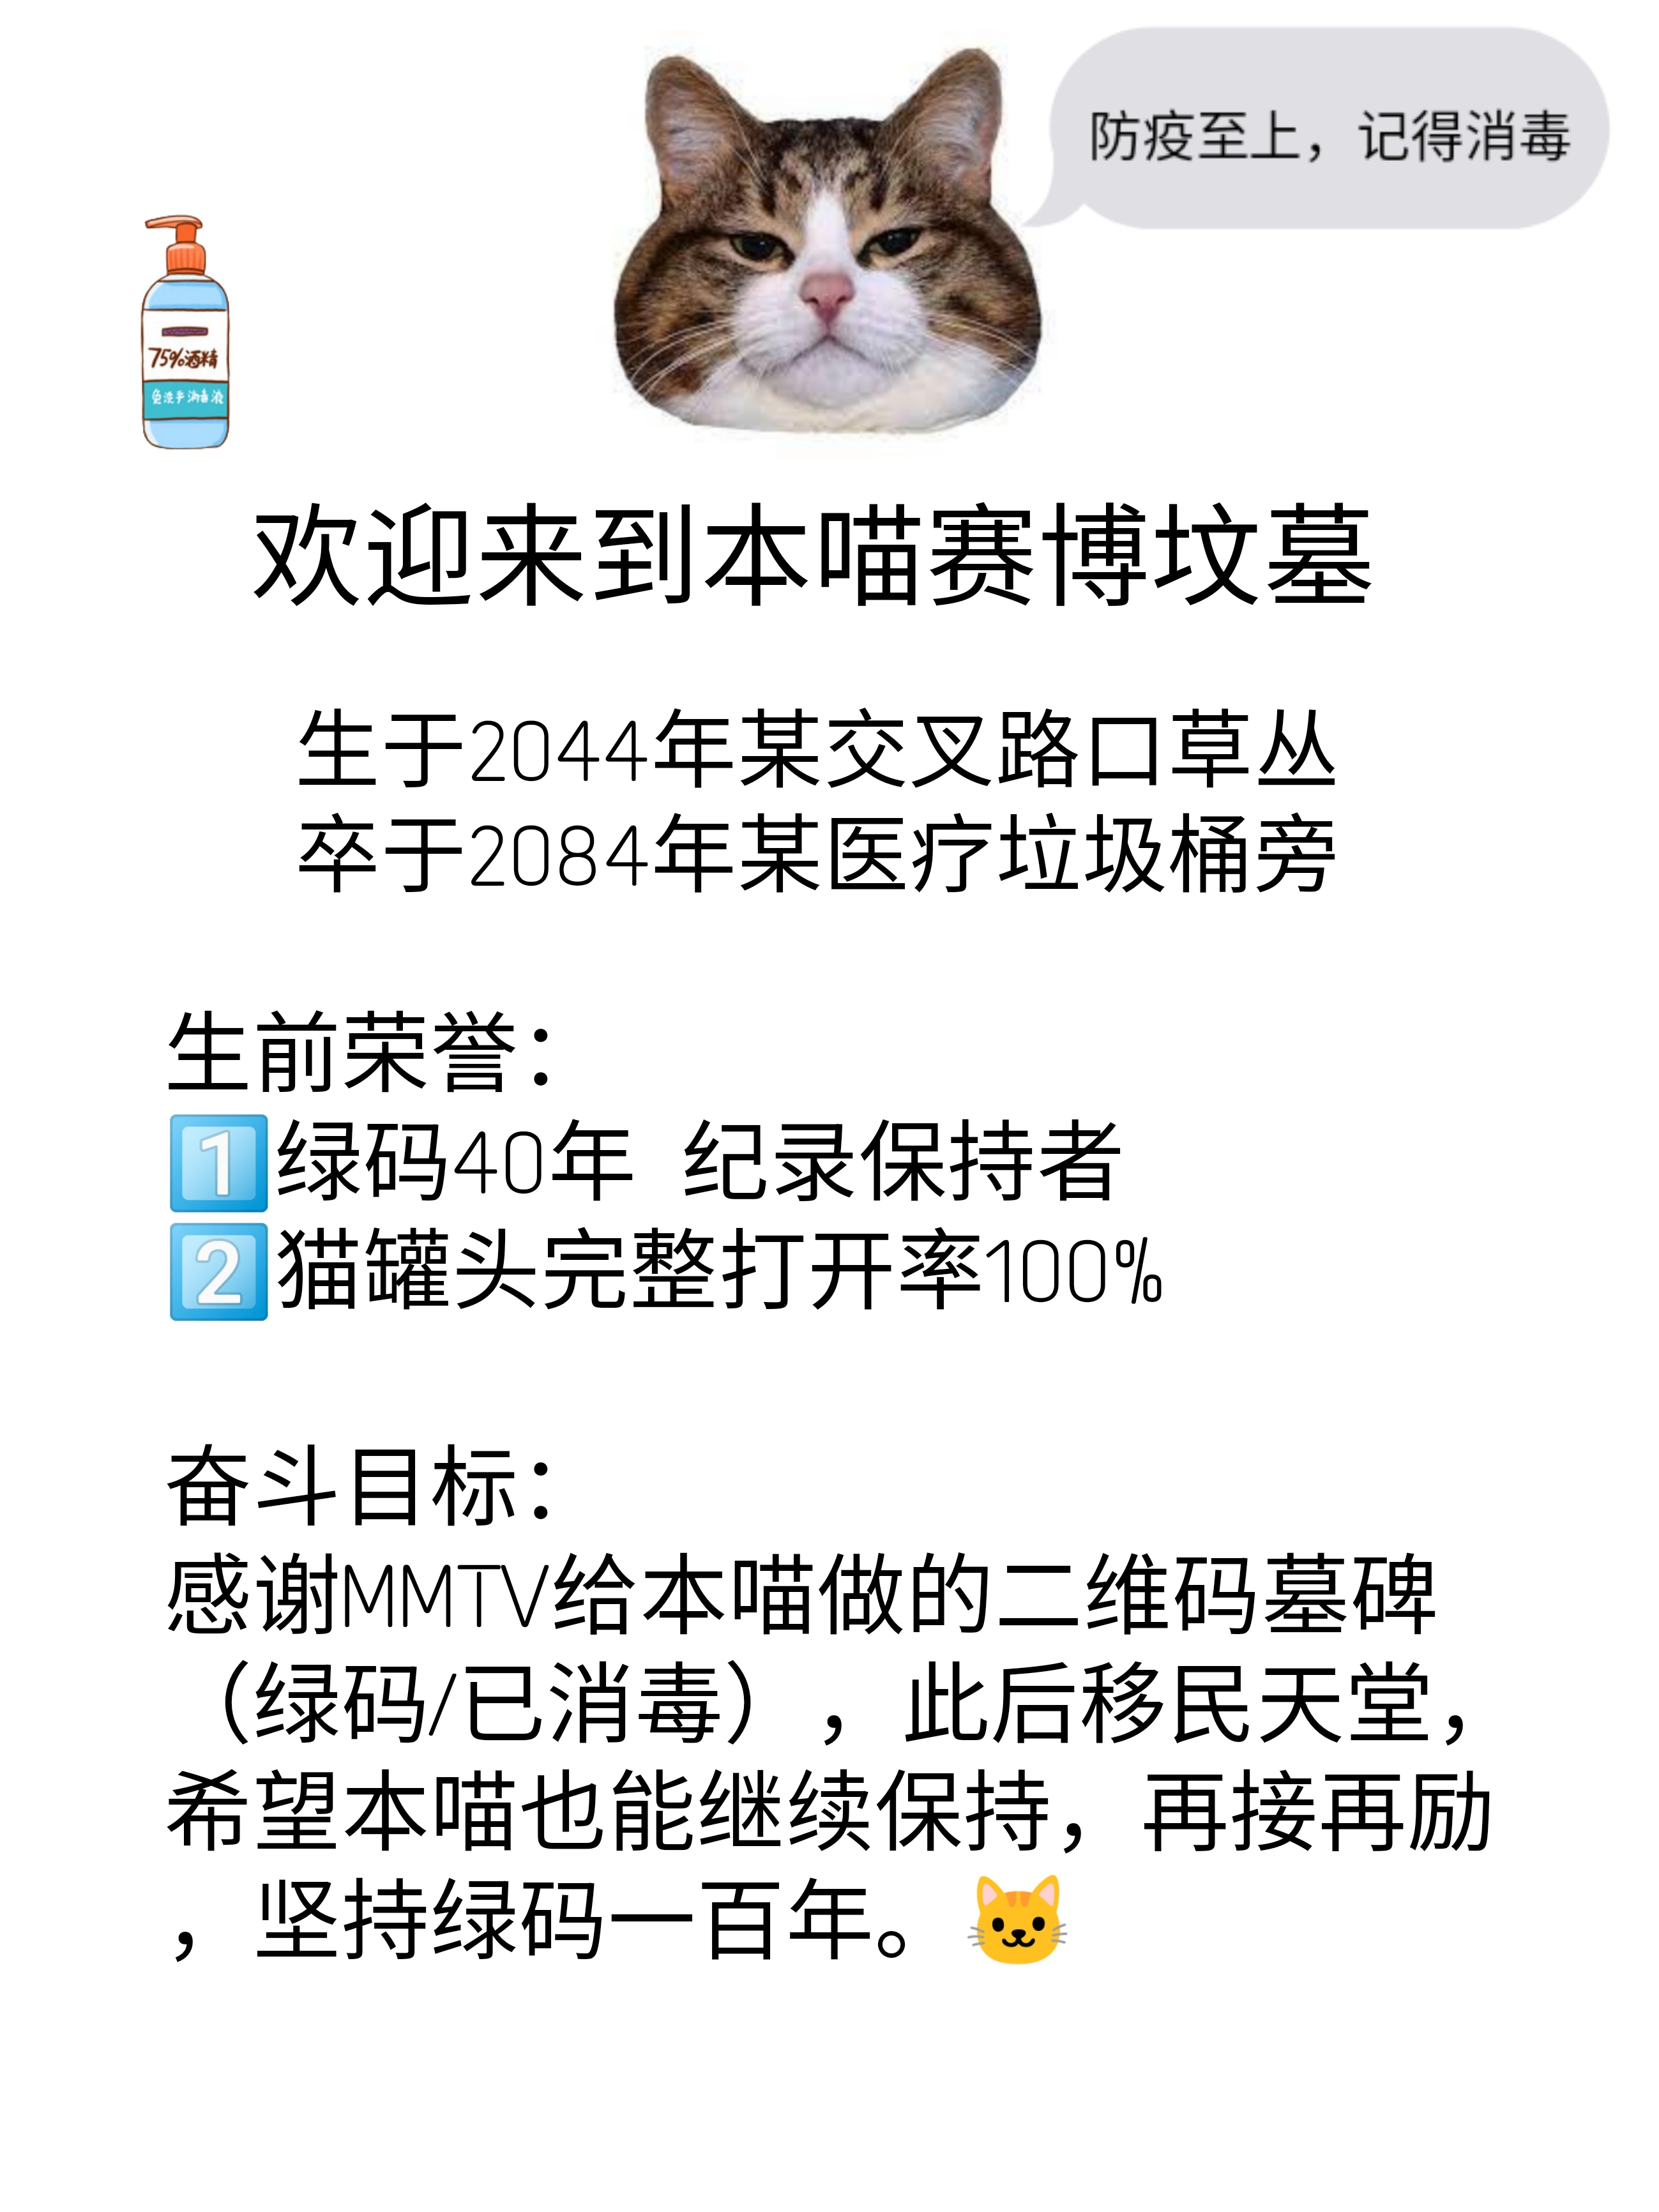 防疫至上，记得消毒
75%酒精
免洗手消毒液
欢迎来到本喵赛博坟墓
生于2044年某交叉路口草丛
卒于2084年某医疗垃圾桶旁
生前荣誉：
1️⃣绿码40年 纪录保持者
2️⃣猫罐头完整打开率100%
奋斗目标：
感谢MMTV给本喵做的二维码墓碑
（绿码/已消毒），此后移民天堂，
希望本喵也能继续保持，再接再励
，坚持绿码一百年。🐱